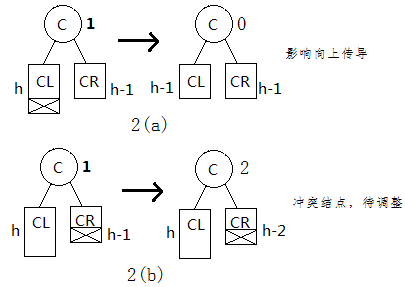 C 1 C 0
h CL CR h-1 h-1 CL CR h-1 影响向上传导
2(a)
C 1 C 2
h CL CR h-1 h CL CR h-2 冲突结点，待调整
2(b)